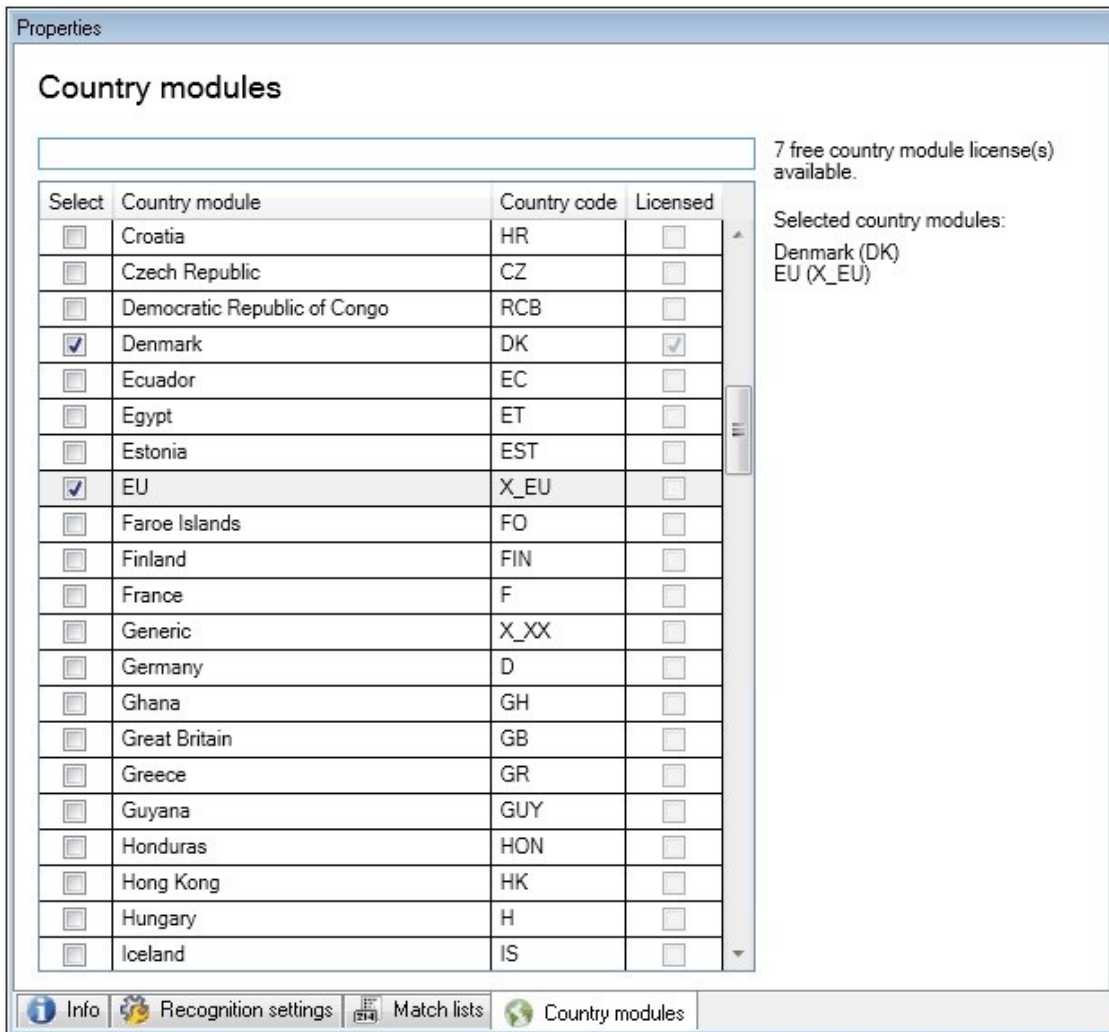 Properties
Country modules
7 free country module license(s)
available.
Selected country modules:
Denmark (DK)
EU (X_EU)
Select Country module Country code Licensed
Croatia HR
Czech Republic CZ
Democratic Republic of Congo RCB
Denmark DK
Ecuador EC
Egypt ET
Estonia EST
EU X_EU
Faroe Islands FO
Finland FIN
France F
Generic X_XX
Germany D
Ghana GH
Great Britain GB
Greece GR
Guyana GUY
Honduras HON
Hong Kong HK
Hungary H
Iceland IS
Info Recognition settings Match lists Country modules